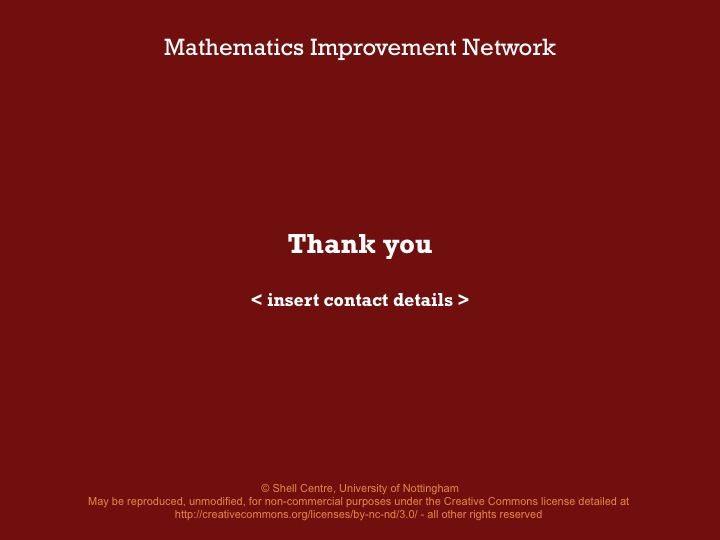 Mathematics Improvement Network
Thank you
< insert contact details >
© Shell Centre, University of Nottingham
May be reproduced, unmodified, for non-commercial purposes under the Creative Commons license detailed at
http://creativecommons.org/licenses/by-nc-nd/3.0/ - all other rights reserved